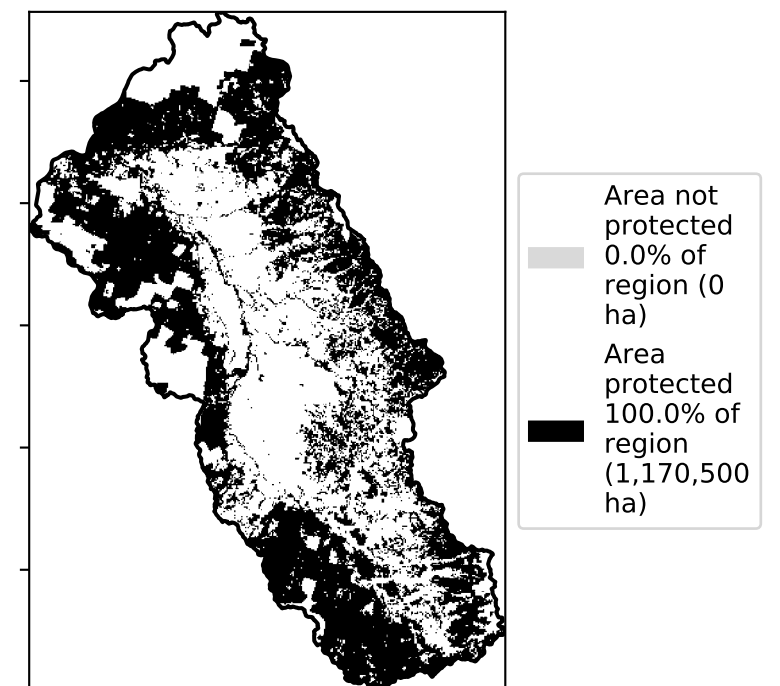 Area not
protected
0.0% of
region (0
ha)
Area
protected
100.0% of
region
(1,170,500
ha)